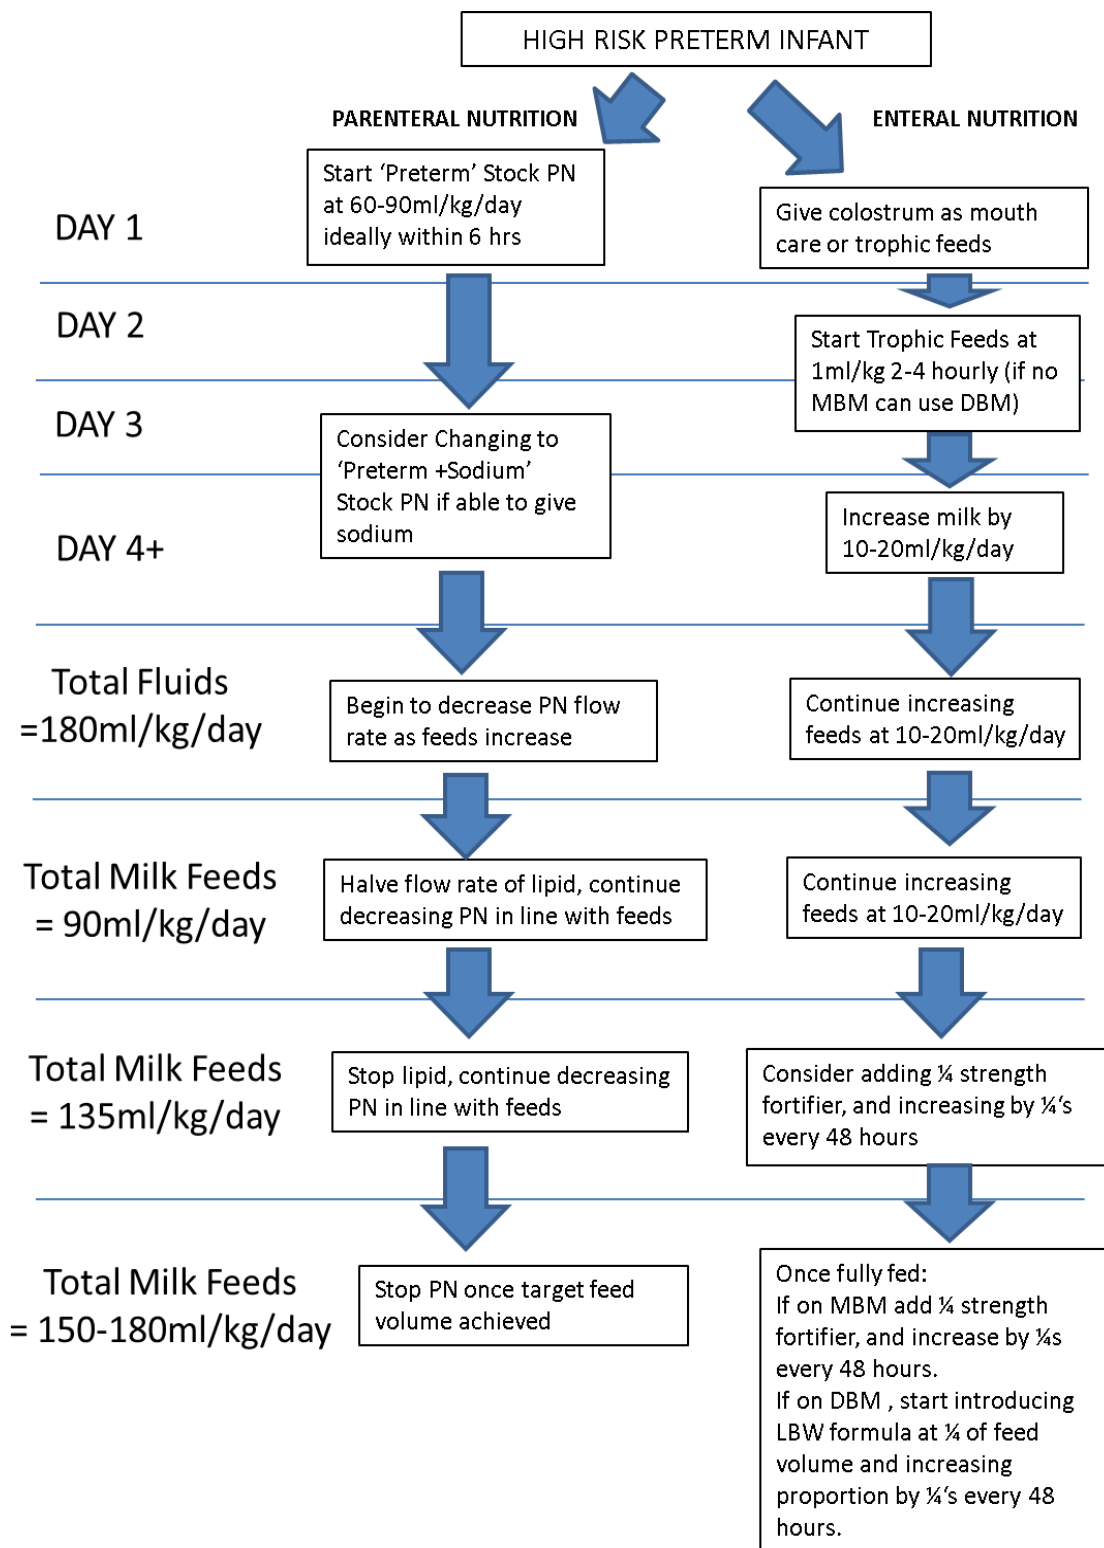 HIGH RISK PRETERM INFANT
PARENTERAL NUTRITION
ENTERAL NUTRITION
DAY 1
Start ‘Preterm’ Stock PN
at 60-90ml/kg/day
ideally within 6 hrs
Give colostrum as mouth
care or trophic feeds
DAY 2
Start Trophic Feeds at
1ml/kg 2-4 hourly (if no
MBM can use DBM)
DAY 3
Consider Changing to
‘Preterm +Sodium’
Stock PN if able to give
sodium
DAY 4+
Increase milk by
10-20ml/kg/day
Total Fluids
=180ml/kg/day
Begin to decrease PN flow
rate as feeds increase
Continue increasing
feeds at 10-20ml/kg/day
Total Milk Feeds
= 90ml/kg/day
Halve flow rate of lipid, continue
decreasing PN in line with feeds
Continue increasing
feeds at 10-20ml/kg/day
Total Milk Feeds
= 135ml/kg/day
Stop lipid, continue decreasing
PN in line with feeds
Consider adding ¼ strength
fortifier, and increasing by ¼‘s
every 48 hours
Total Milk Feeds
= 150-180ml/kg/day
Stop PN once target feed
volume achieved
Once fully fed:
If on MBM add ¼ strength
fortifier, and increase by ¼s
every 48 hours.
If on DBM , start introducing
LBW formula at ¼ of feed
volume and increasing
proportion by ¼‘s every 48
hours.